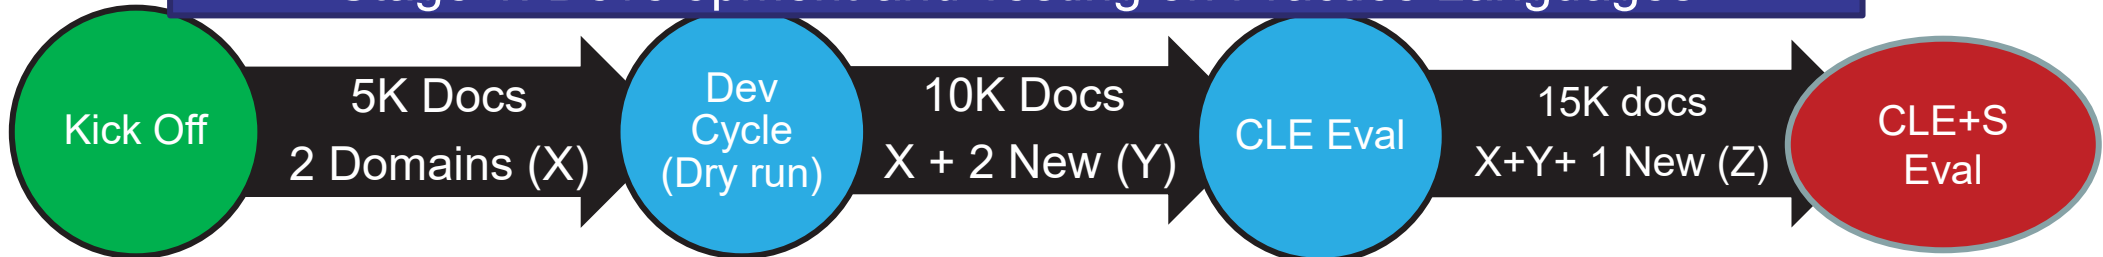 Kick Off
5K Docs
2 Domains (X)
Dev
Cycle
(Dry run)
10K Docs
X + 2 New (Y)
CLE Eval
15K docs
X+Y+ 1 New (Z)
CLE+S
Eval